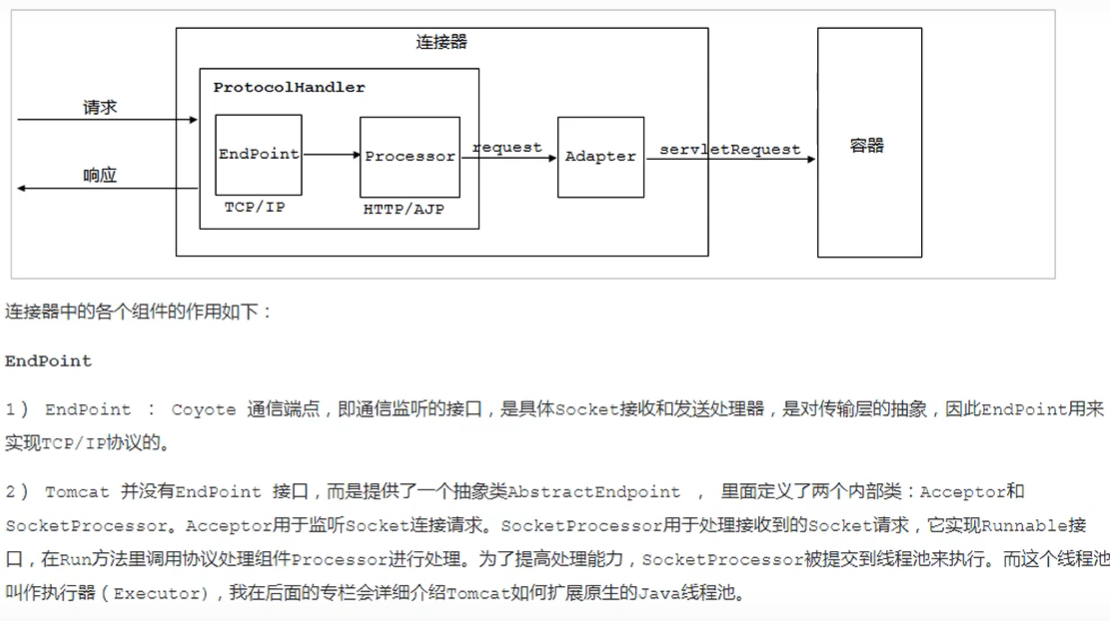 连接器
ProtocolHandler
请求
EndPoint
Processor
request
Adapter
servletRequest
容器
响应
TCP/IP
HTTP/AJP
连接器中的各个组件的作用如下：
EndPoint
1） EndPoint ： Coyote 通信端点，即通信监听的接口，是具体Socket接收和发送处理器，是对传输层的抽象，因此EndPoint用来
实现TCP/IP协议的。
2） Tomcat 并没有EndPoint 接口，而是提供了一个抽象类AbstractEndpoint ， 里面定义了两个内部类：Acceptor和
SocketProcessor。Acceptor用于监听Socket连接请求。SocketProcessor用于处理接收到的Socket请求，它实现Runnable接
口，在Run方法里调用协议处理组件Processor进行处理。为了提高处理能力，SocketProcessor被提交到线程池来执行。而这个线程池
叫作执行器（Executor)，我在后面的专栏会详细介绍Tomcat如何扩展原生的Java线程池。